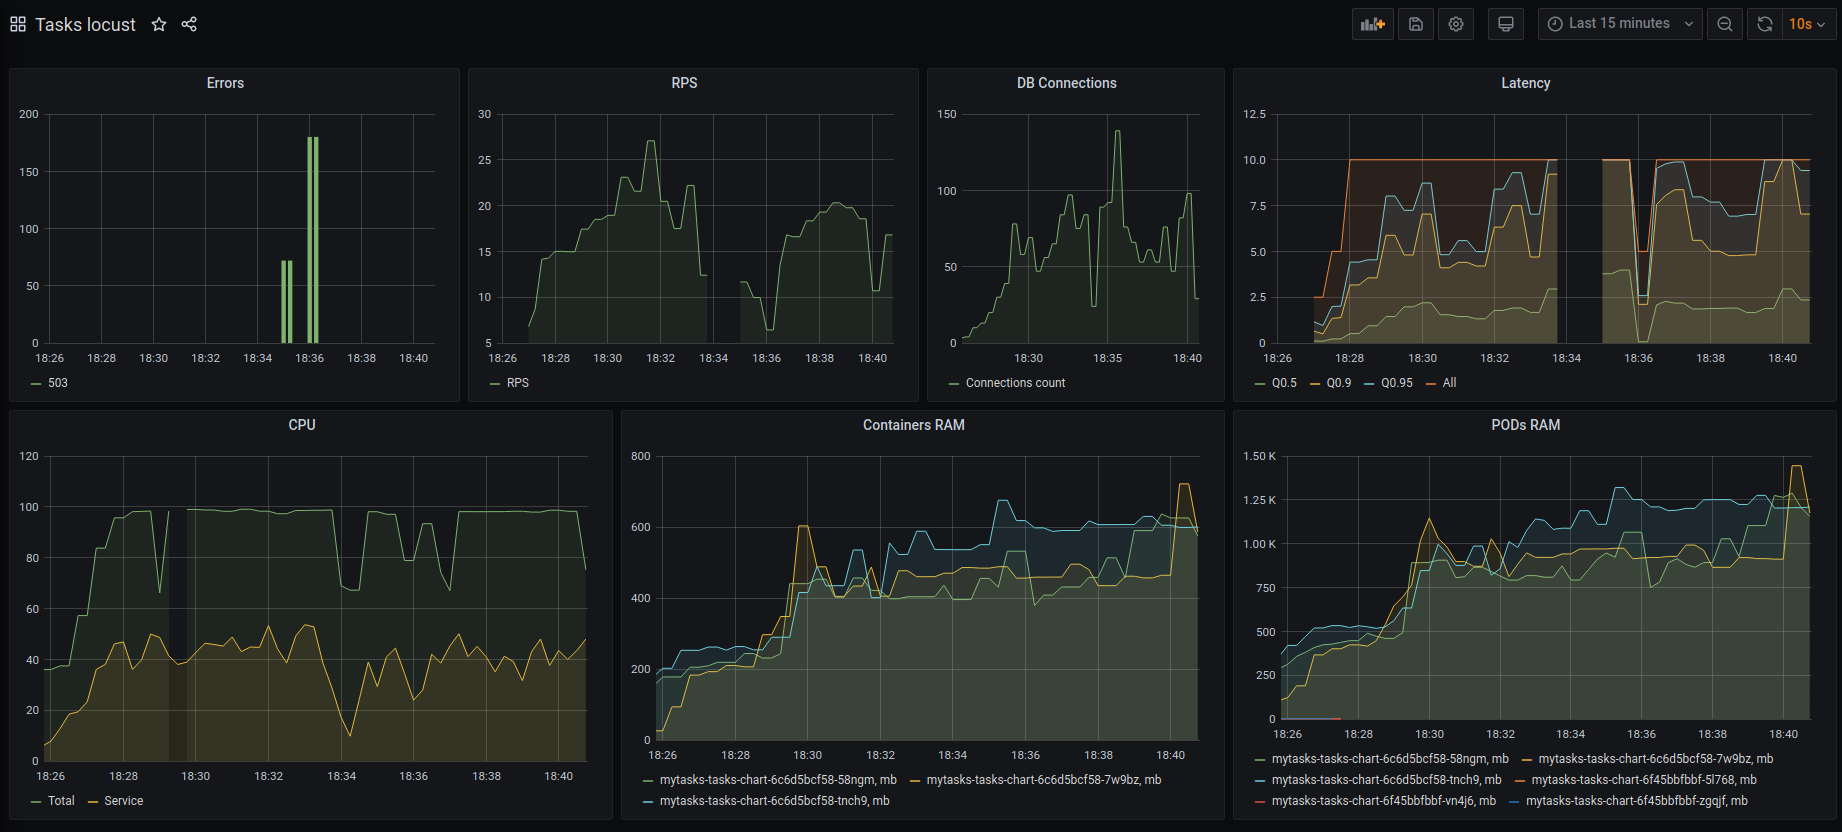 Tasks locust
Last 15 minutes
10s
Errors
200
150
100
50
0
18:26 18:28 18:30 18:32 18:34 18:36 18:38 18:40
503
RPS
30
25
20
15
10
5
18:26 18:28 18:30 18:32 18:34 18:36 18:38 18:40
RPS
DB Connections
150
100
50
0
18:30 18:35 18:40
Connections count
Latency
12.5
10.0
7.5
5.0
2.5
0
18:26 18:28 18:30 18:32 18:34 18:36 18:38 18:40
Q0.5 Q0.9 Q0.95 All
CPU
120
100
80
60
40
20
0
18:26 18:28 18:30 18:32 18:34 18:36 18:38 18:40
Total Service
Containers RAM
800
600
400
200
0
18:26 18:28 18:30 18:32 18:34 18:36 18:38 18:40
mytasks-tasks-chart-6c6d5bcf58-58ngm, mb mytasks-tasks-chart-6c6d5bcf58-7w9bz, mb
mytasks-tasks-chart-6c6d5bcf58-tnch9, mb
PODs RAM
1.50 K
1.25 K
1.00 K
750
500
250
0
18:26 18:28 18:30 18:32 18:34 18:36 18:38 18:40
mytasks-tasks-chart-6c6d5bcf58-58ngm, mb mytasks-tasks-chart-6c6d5bcf58-7w9bz, mb
mytasks-tasks-chart-6c6d5bcf58-tnch9, mb mytasks-tasks-chart-6f45bbfbbf-5l768, mb
mytasks-tasks-chart-6f45bbfbbf-vn4j6, mb mytasks-tasks-chart-6f45bbfbbf-zgqjf, mb